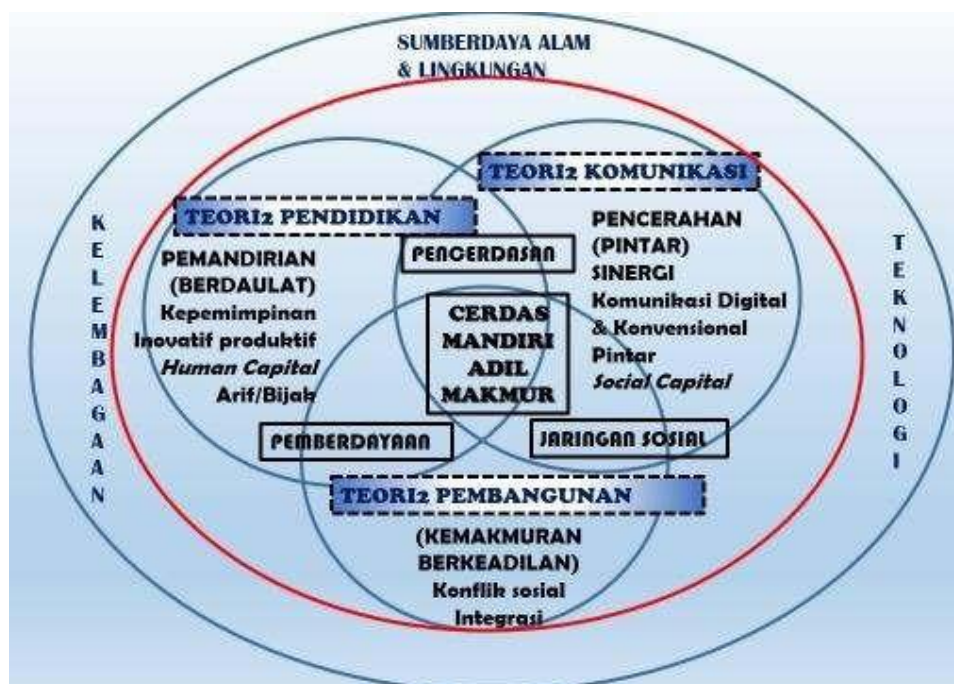 SUMBERDAYA ALAM
& LINGKUNGAN
KELEMBAGAAN
TEORI2 PENDIDIKAN
PEMANDIRIAN
(BERDAULAT)
Kepemimpinan
Inovatif produktif
Human Capital
Arif/Bijak
TEORI2 KOMUNIKASI
PENCERAHAN
(PINTAR)
SINERGI
Komunikasi Digital
& Konvensional
Pintar
Social Capital
PENCERDASAN
CERDAS
MANDIRI
ADIL
MAKMUR
PEMBERDAYAAN
JARINGAN SOSIAL
TEORI2 PEMBANGUNAN
(KEMAKMURAN
BERKEADILAN)
Konflik sosial
Integrasi
TEKNOLOGI